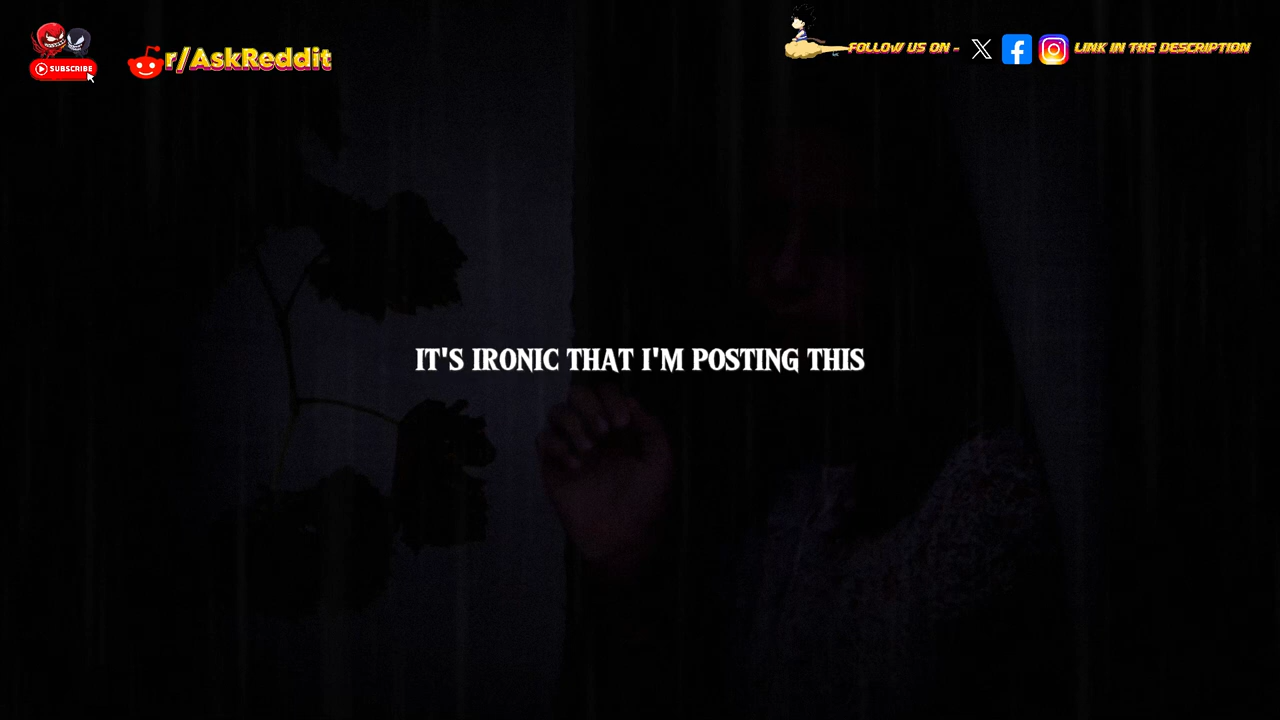 SUBSCRIBE
r/AskReddit
FOLLOW US ON -
LINK IN THE DESCRIPTION
IT'S IRONIC THAT I'M POSTING THIS